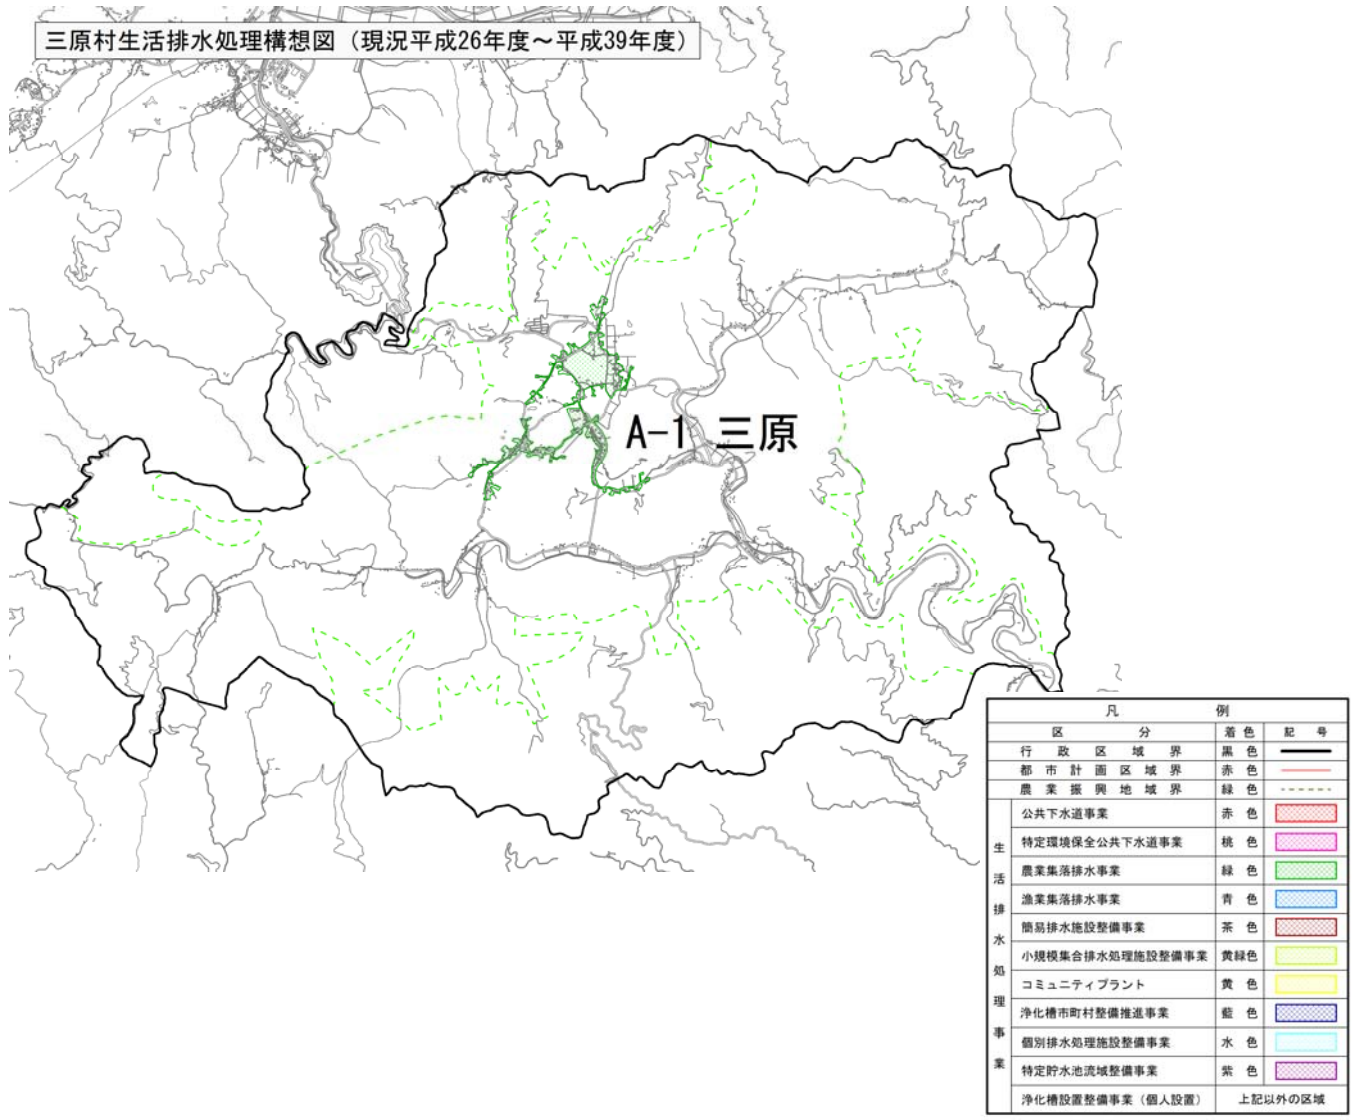 三原村生活排水処理構想図（現況平成26年度～平成39年度）
A-1 三原
凡 例
区 分 着色 記号
行政区域界 黒色
都市計画区域界 赤色
農業振興地域界 緑色
生活排水処理事業
公共下水道事業 赤色
特定環境保全公共下水道事業 桃色
農業集落排水事業 緑色
漁業集落排水事業 青色
簡易排水施設整備事業 茶色
小規模集合排水処理施設整備事業 黄緑色
コミュニティプラント 黄色
浄化槽市町村整備推進事業 藍色
個別排水処理施設整備事業 水色
特定貯水池流域整備事業 紫色
浄化槽設置整備事業（個人設置） 上記以外の区域